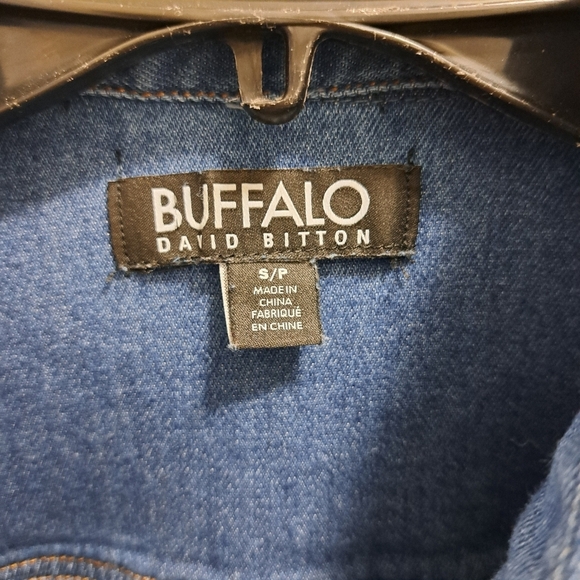 BUFFALO
DAVID BITTON
S/P
MADE IN
CHINA
FABRIQUÉ
EN CHINE